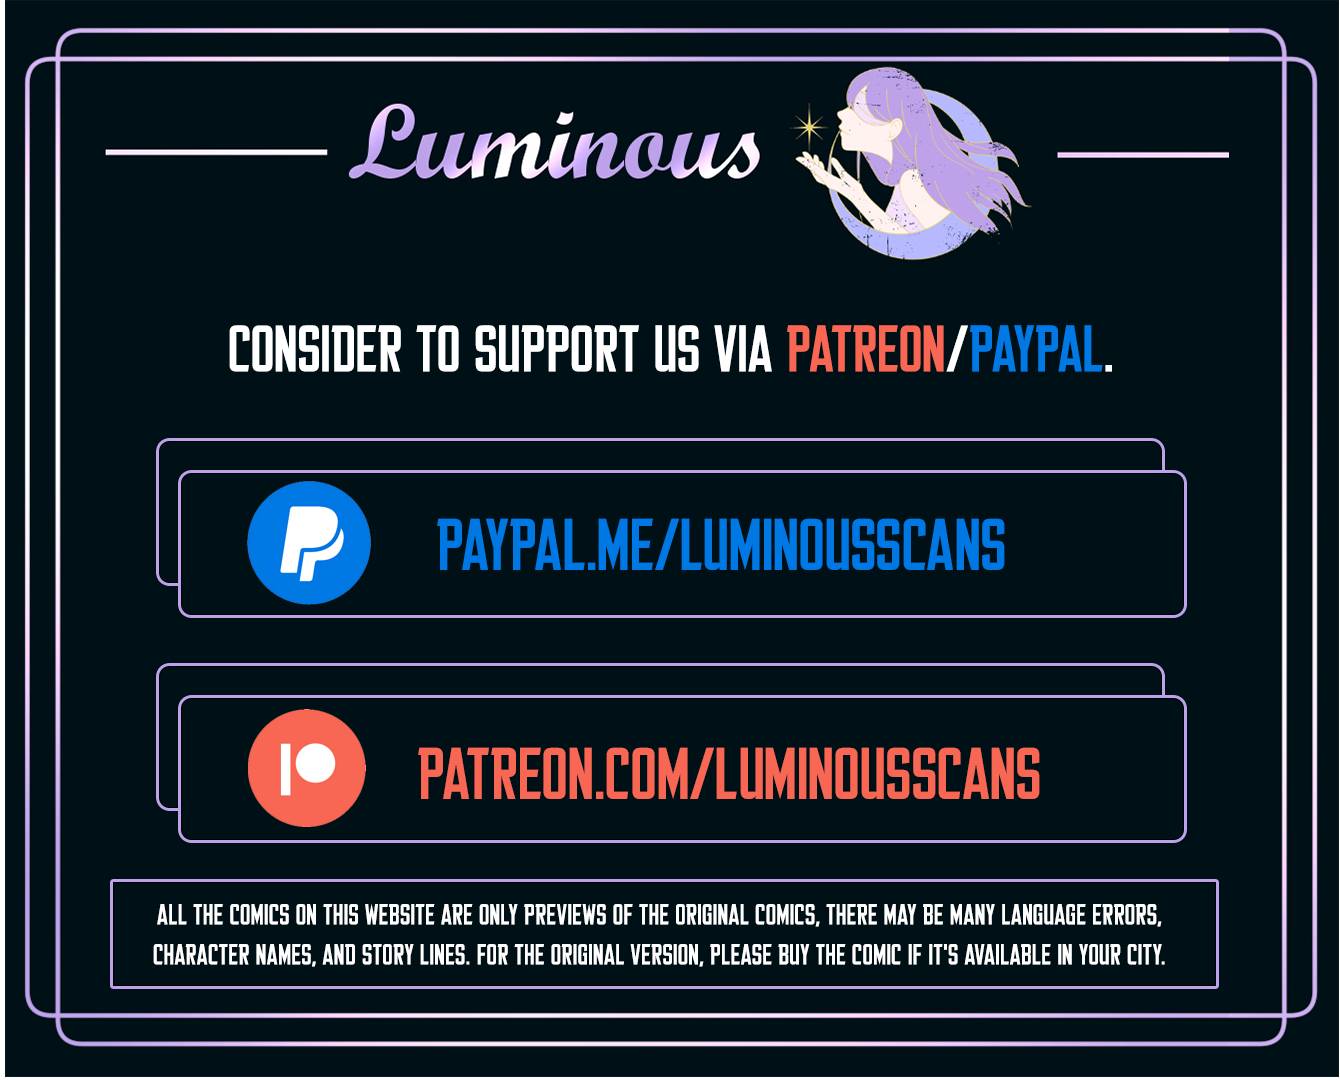 Luminous
CONSIDER TO SUPPORT US VIA PATREON/PAYPAL.
PAYPAL.ME/LUMINOUSSCANS
PATREON.COM/LUMINOUSSCANS
ALL THE COMICS ON THIS WEBSITE ARE ONLY PREVIEWS OF THE ORIGINAL COMICS, THERE MAY BE MANY LANGUAGE ERRORS,
CHARACTER NAMES, AND STORY LINES. FOR THE ORIGINAL VERSION, PLEASE BUY THE COMIC IF IT'S AVAILABLE IN YOUR CITY.